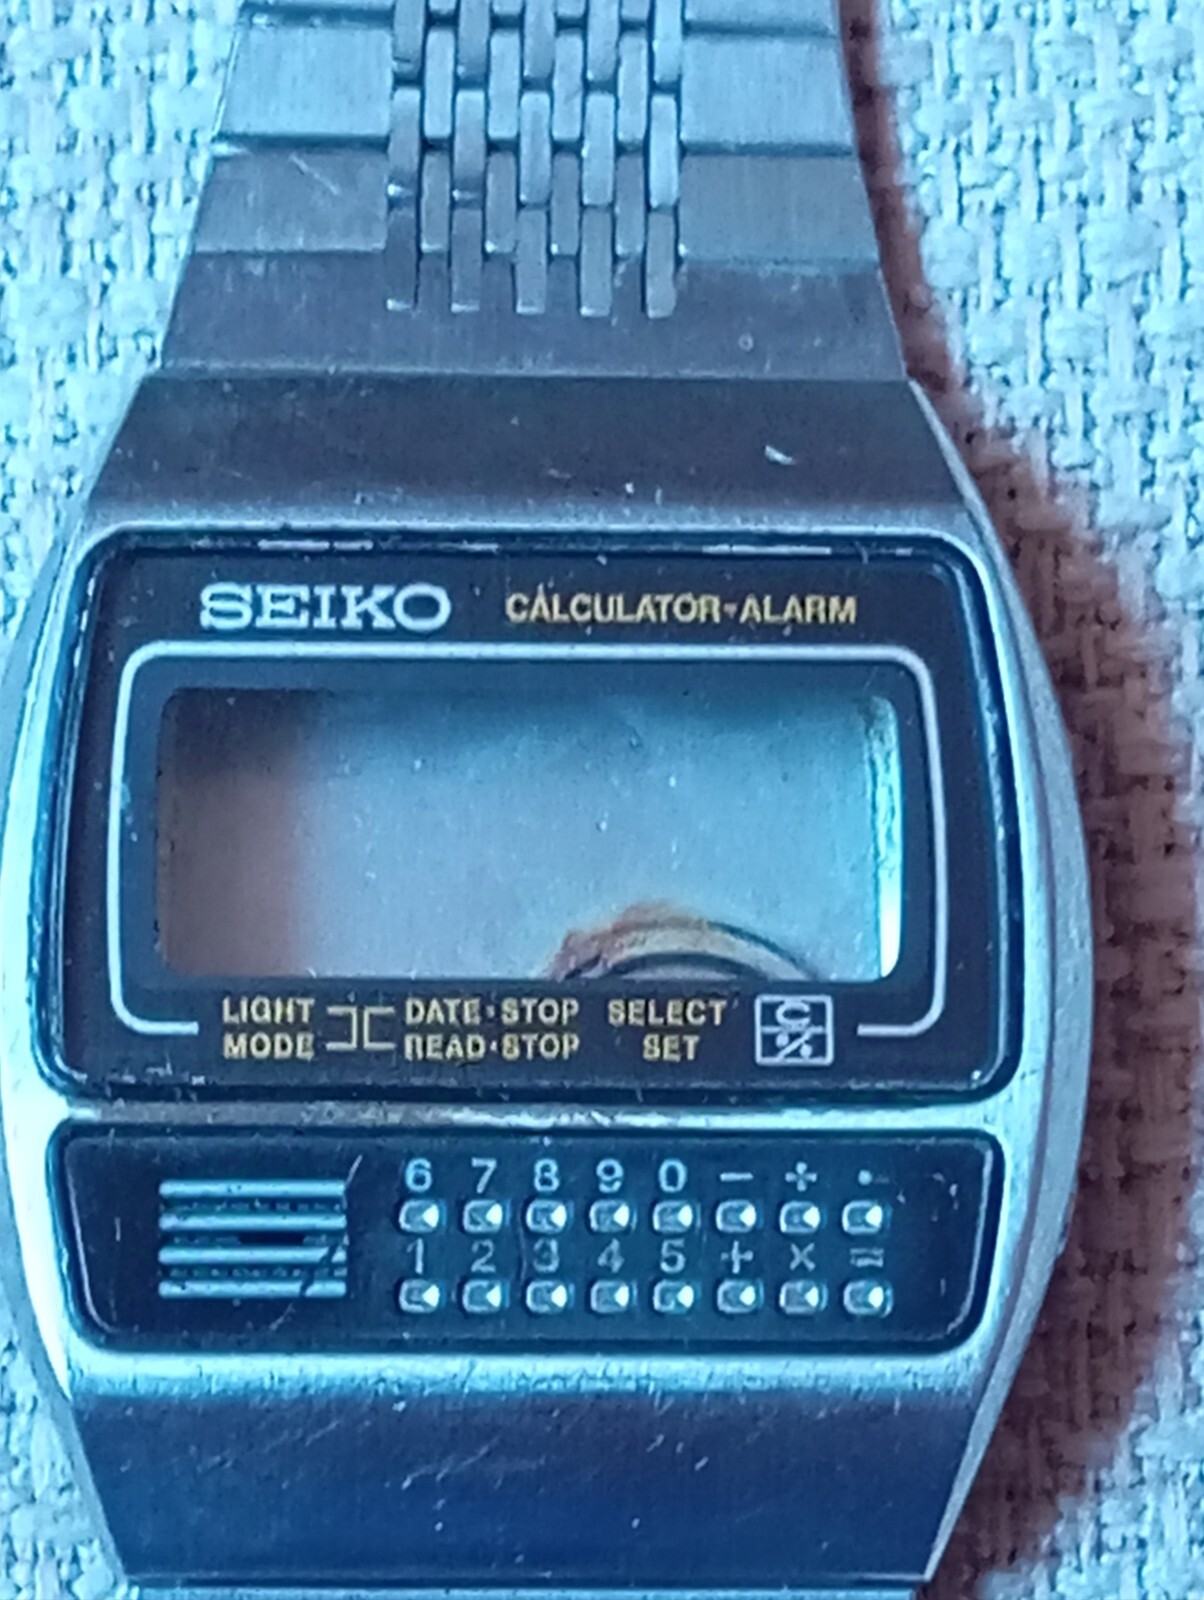 SEIKO CALCULATOR-ALARM
LIGHT DATE·STOP SELECT C
MODE READ·STOP SET ·/·
6 7 8 9 0 − ÷ ·
1 2 3 4 5 + × =